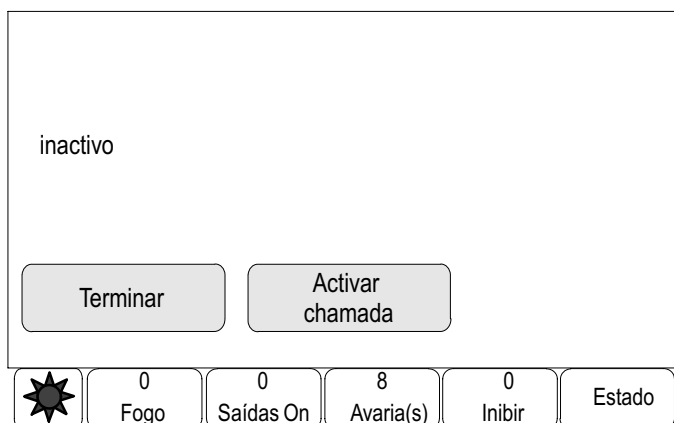 inactivo
Terminar
Activar
chamada
0
Fogo
0
Saídas On
8
Avaria(s)
0
Inibir
Estado